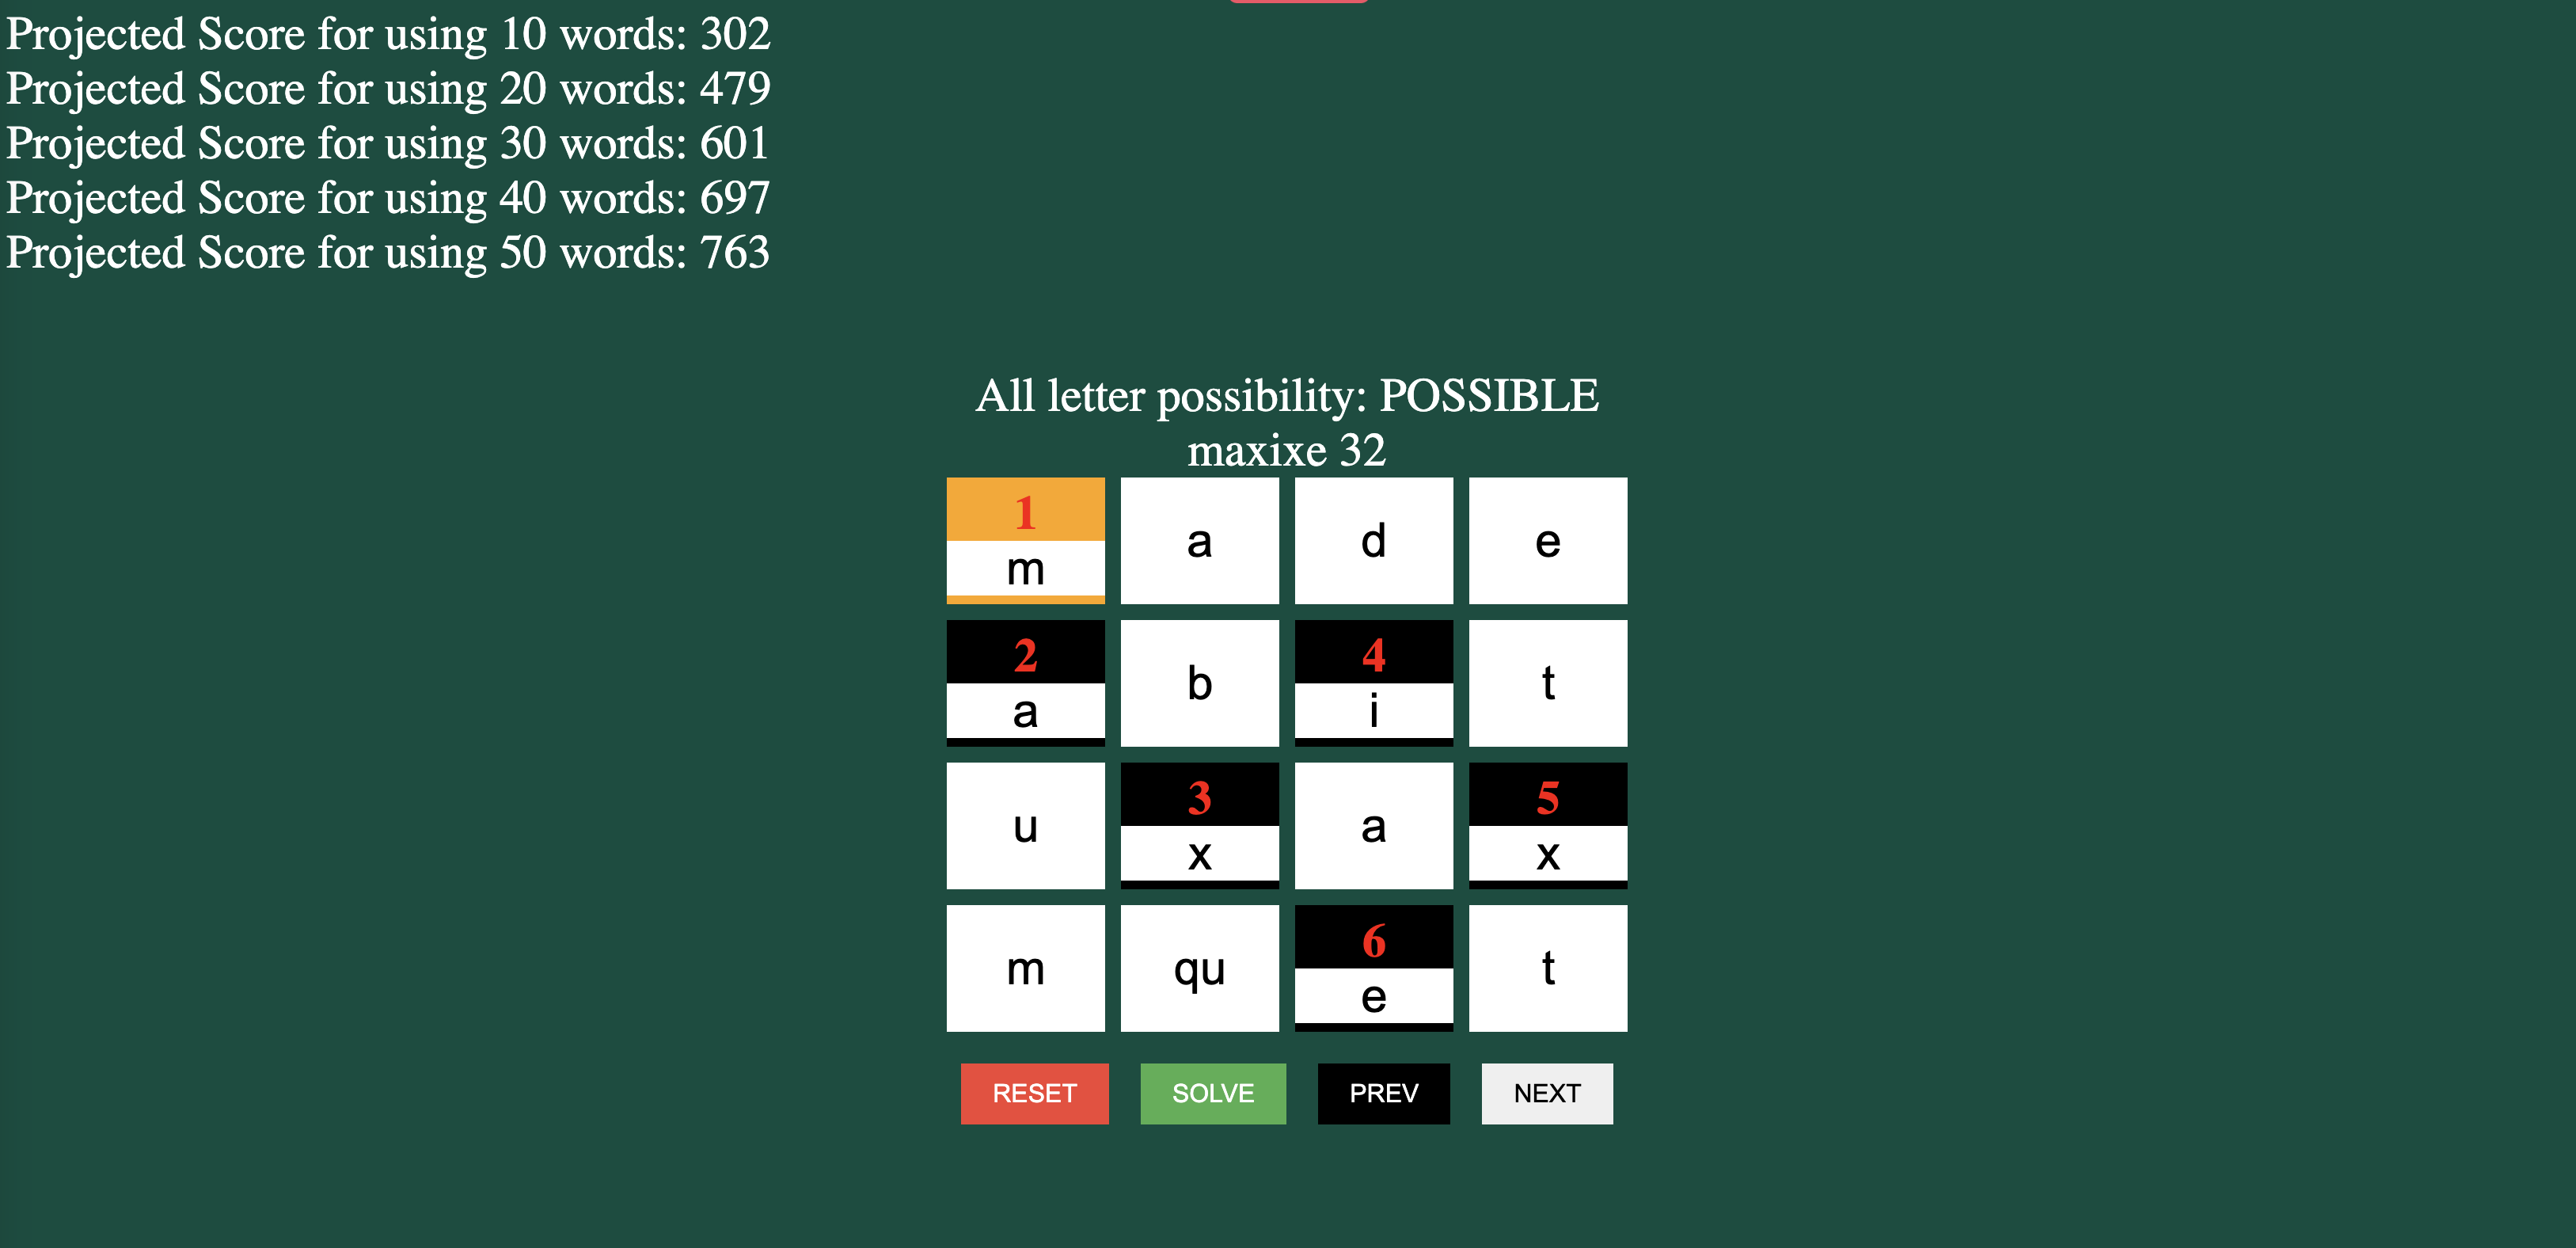 Projected Score for using 10 words: 302
Projected Score for using 20 words: 479
Projected Score for using 30 words: 601
Projected Score for using 40 words: 697
Projected Score for using 50 words: 763
All letter possibility: POSSIBLE
maxixe 32
1
m a d e
2 4
a b i t
3 5
u x a x
6
m qu e t
RESET SOLVE PREV NEXT